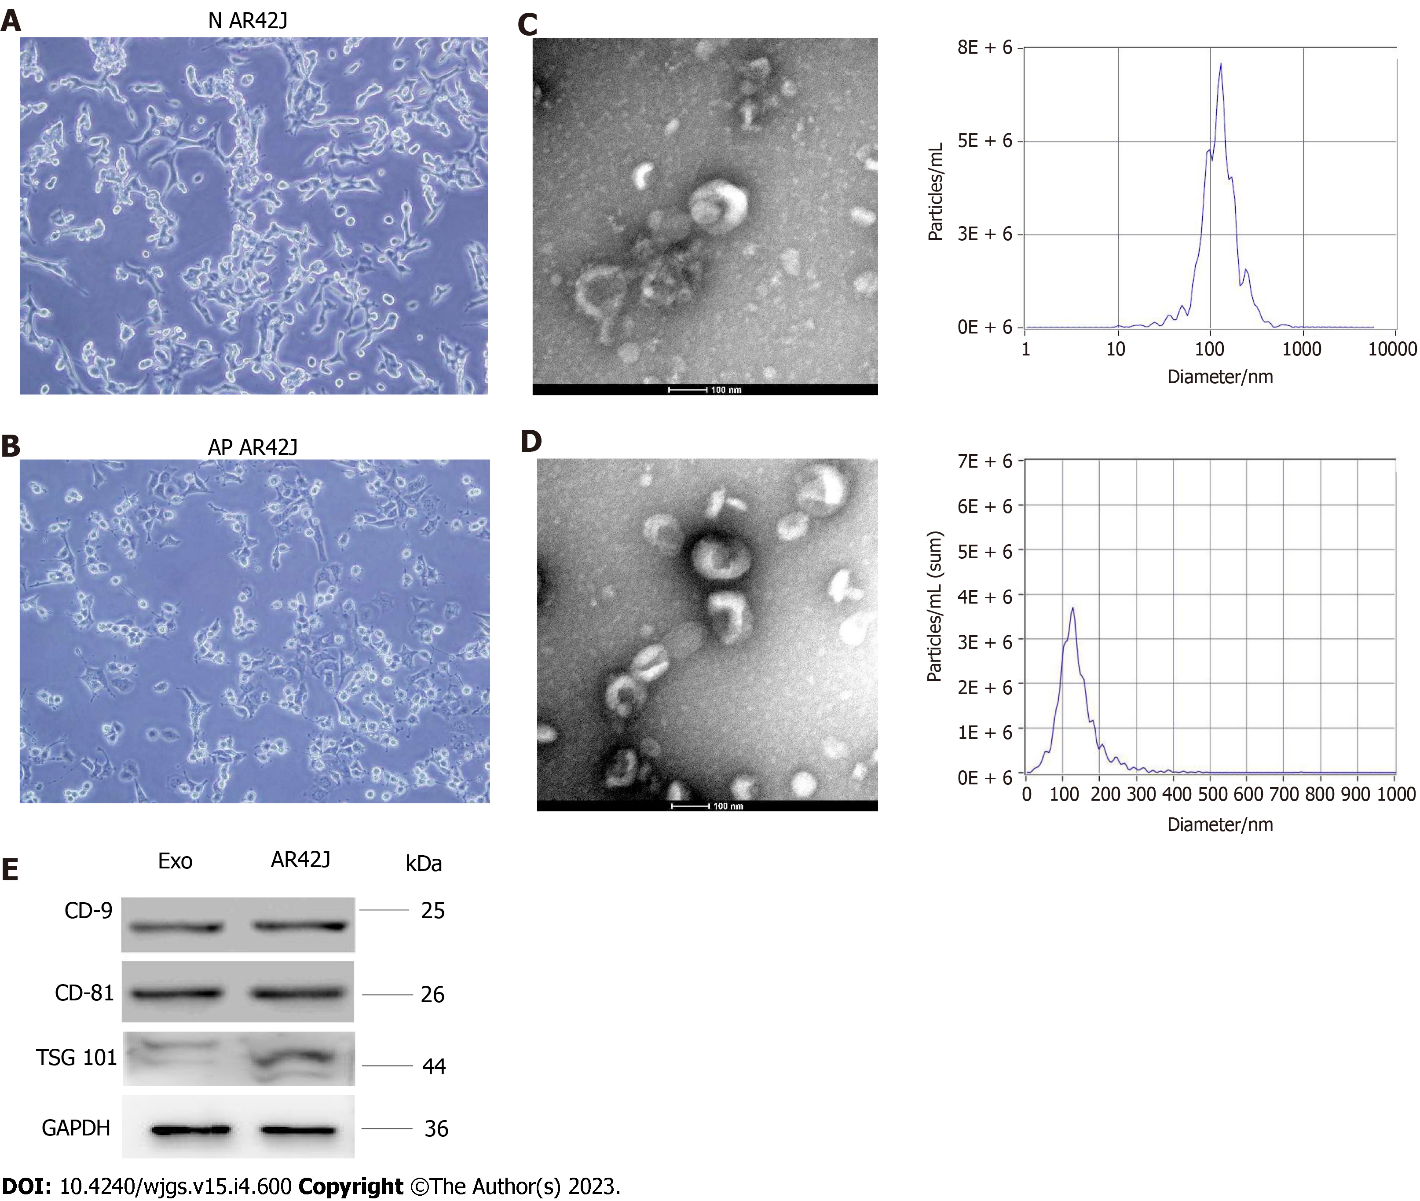 A
N AR42J
C
100 nm
8E + 6
5E + 6
3E + 6
0E + 6
Particles/mL
1 10 100 1000 10000
Diameter/nm
B
AP AR42J
D
100 nm
7E + 6
6E + 6
5E + 6
4E + 6
3E + 6
2E + 6
1E + 6
0E + 6
Particles/mL (sum)
0 100 200 300 400 500 600 700 800 900 1000
Diameter/nm
E
Exo AR42J kDa
CD-9 25
CD-81 26
TSG 101 44
GAPDH 36
DOI: 10.4240/wjgs.v15.i4.600 Copyright ©The Author(s) 2023.